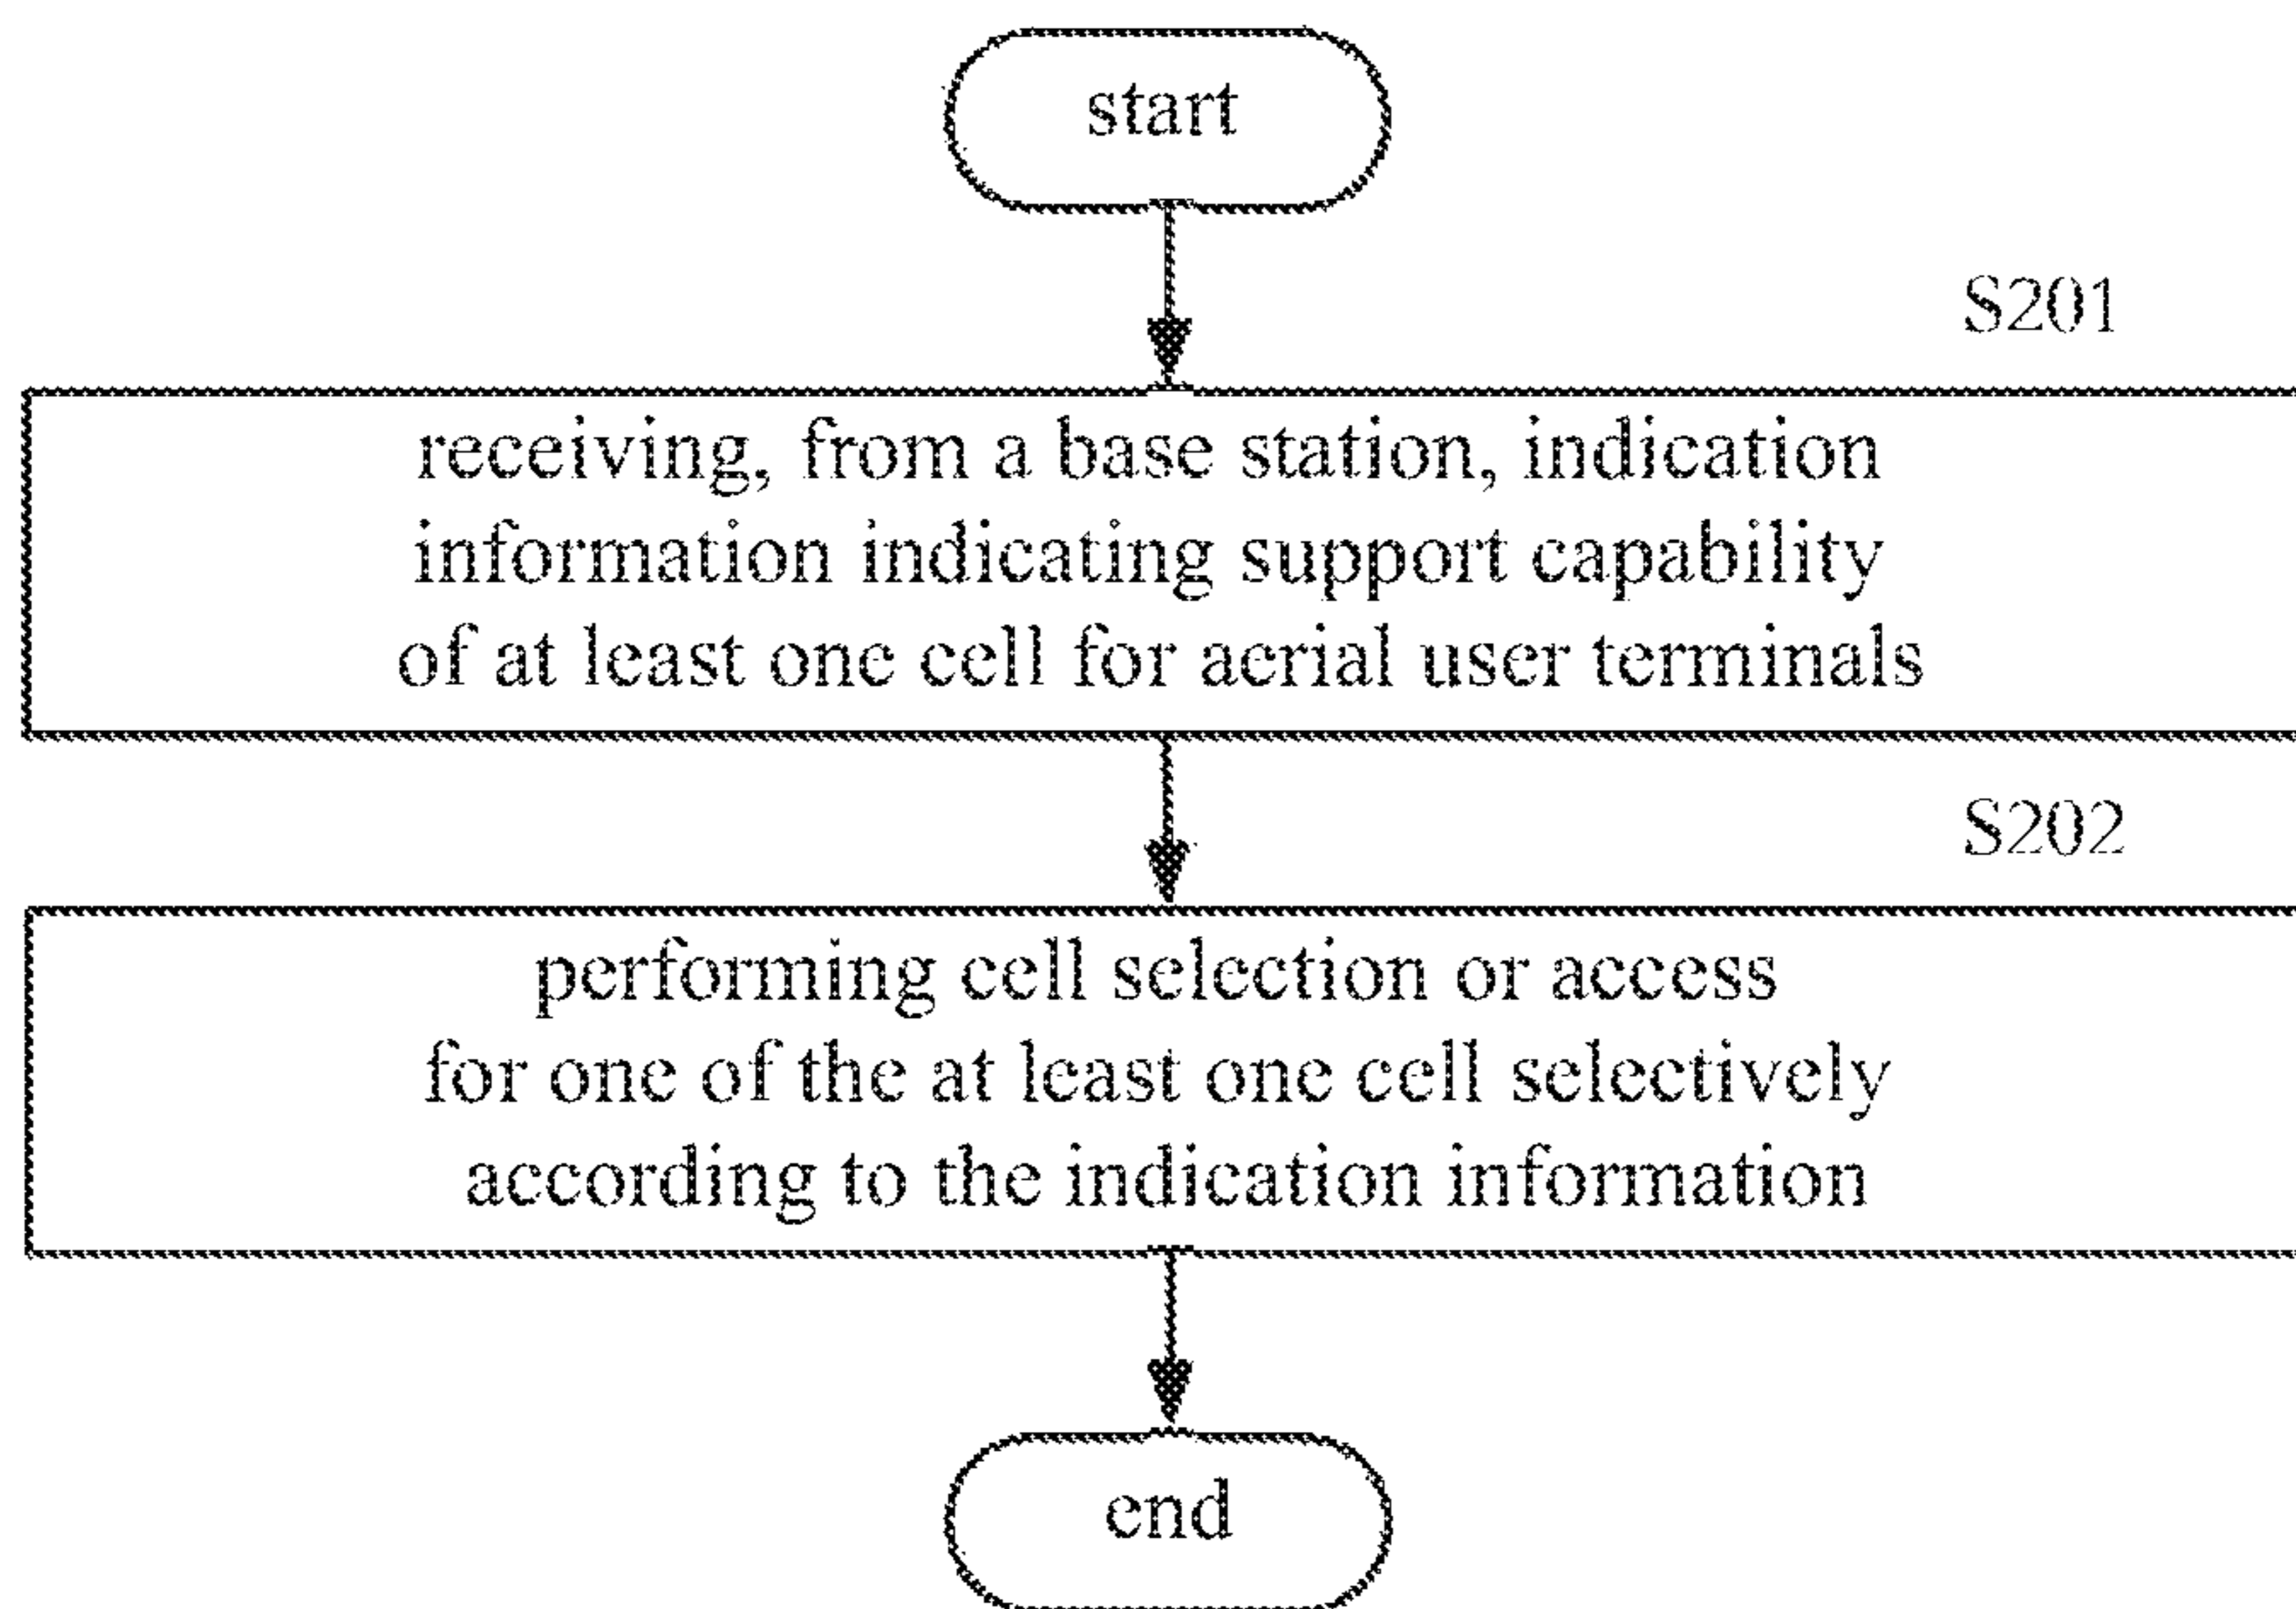 start
S201
receiving, from a base station, indication
information indicating support capability
of at least one cell for aerial user terminals
S202
performing cell selection or access
for one of the at least one cell selectively
according to the indication information
end